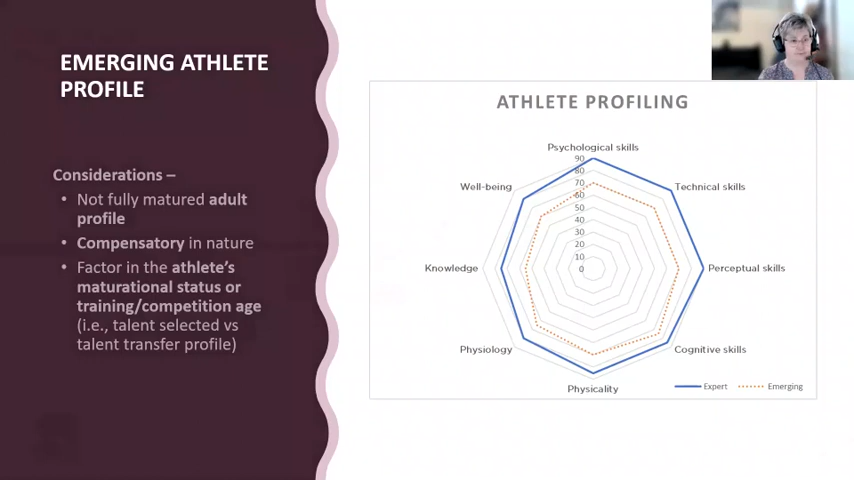 EMERGING ATHLETE
PROFILE
Considerations –
• Not fully matured adult
profile
• Compensatory in nature
• Factor in the athlete's
maturational status or
training/competition age
(i.e., talent selected vs
talent transfer profile)
ATHLETE PROFILING
Psychological skills
Technical skills
Perceptual skills
Cognitive skills
Physicality
Physiology
Knowledge
Well-being
90
80
70
60
50
40
30
20
10
0
Expert
Emerging